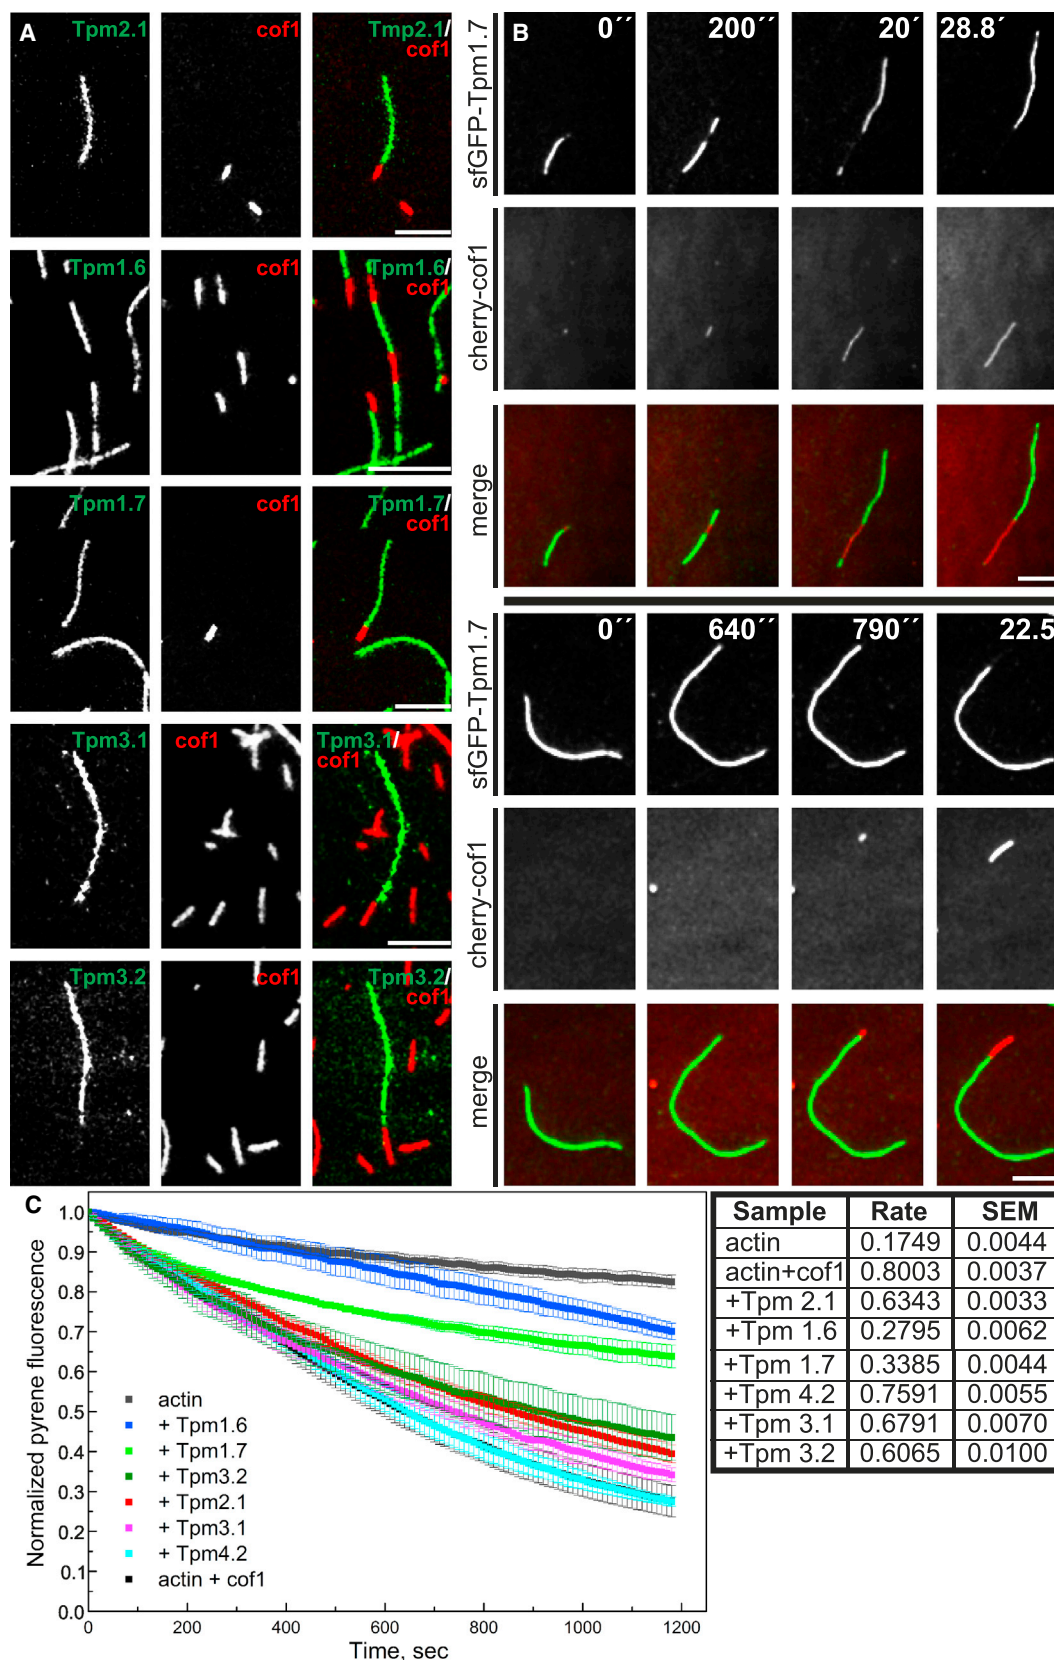 A
Tpm2.1
cof1
Tmp2.1/
cof1
Tpm1.6
cof1
Tpm1.6/
cof1
Tpm1.7
cof1
Tpm1.7/
cof1
Tpm3.1
cof1
Tpm3.1/
cof1
Tpm3.2
cof1
Tpm3.2/
cof1
B
sfGFP-Tpm1.7
0´´
200´´
20´
28.8´
cherry-cof1
merge
sfGFP-Tpm1.7
0´´
640´´
790´´
22.5
cherry-cof1
merge
C
Normalized pyrene fluorescence
1.0
0.9
0.8
0.7
0.6
0.5
0.4
0.3
0.2
0.1
0.0
actin
+ Tpm1.6
+ Tpm1.7
+ Tpm3.2
+ Tpm2.1
+ Tpm3.1
+ Tpm4.2
actin + cof1
0 200 400 600 800 1000 1200
Time, sec
Sample Rate SEM
actin 0.1749 0.0044
actin+cof1 0.8003 0.0037
+Tpm 2.1 0.6343 0.0033
+Tpm 1.6 0.2795 0.0062
+Tpm 1.7 0.3385 0.0044
+Tpm 4.2 0.7591 0.0055
+Tpm 3.1 0.6791 0.0070
+Tpm 3.2 0.6065 0.0100